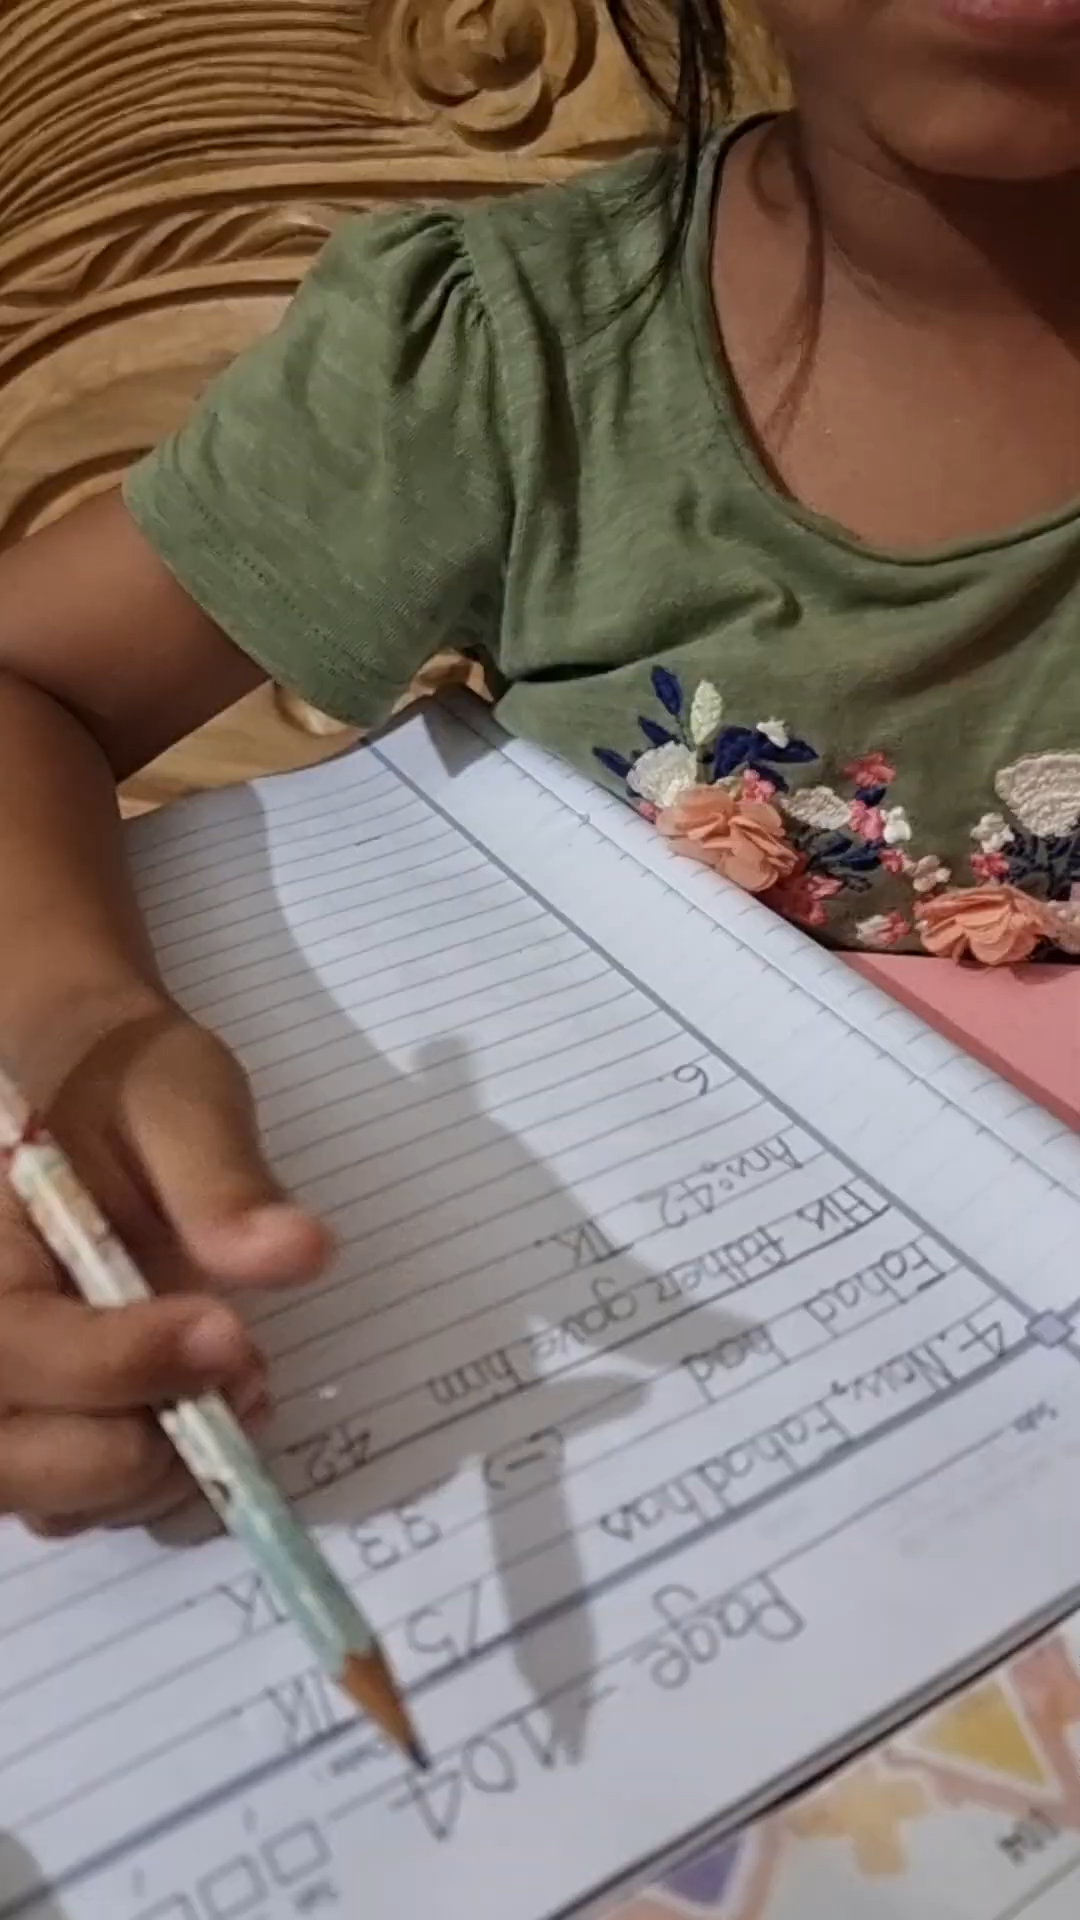 Page - 104
4. Now, Fahad has 75 TK.
Fahad had (-) 33 TK.
His father gave him 42
Ans: 42 TK.
6.